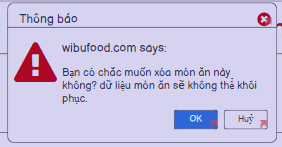 Thông báo
wibufood.com says:
Bạn có chắc muốn xóa món ăn này
không? dữ liệu món ăn sẽ không thể khôi
phục.
OK Huỷ